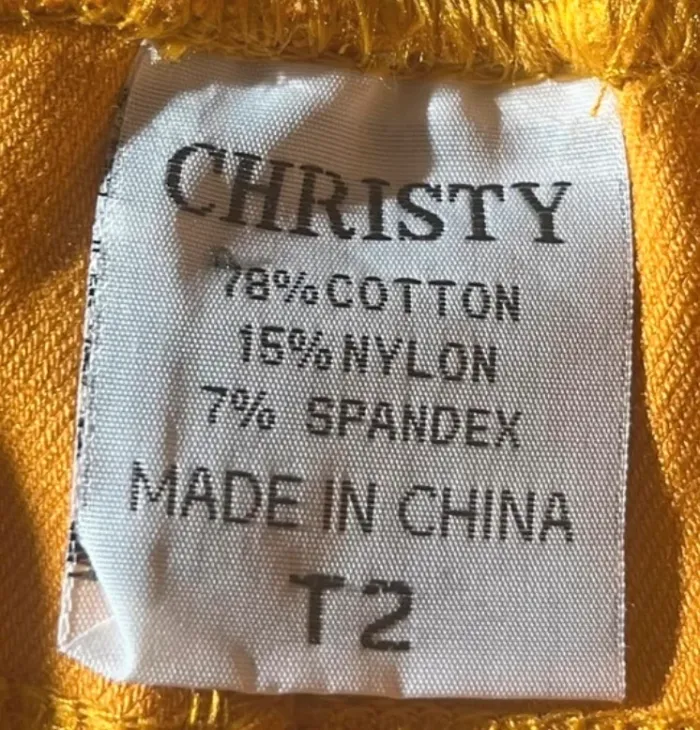 CHRISTY
78%COTTON
15%NYLON
7% SPANDEX
MADE IN CHINA
T2